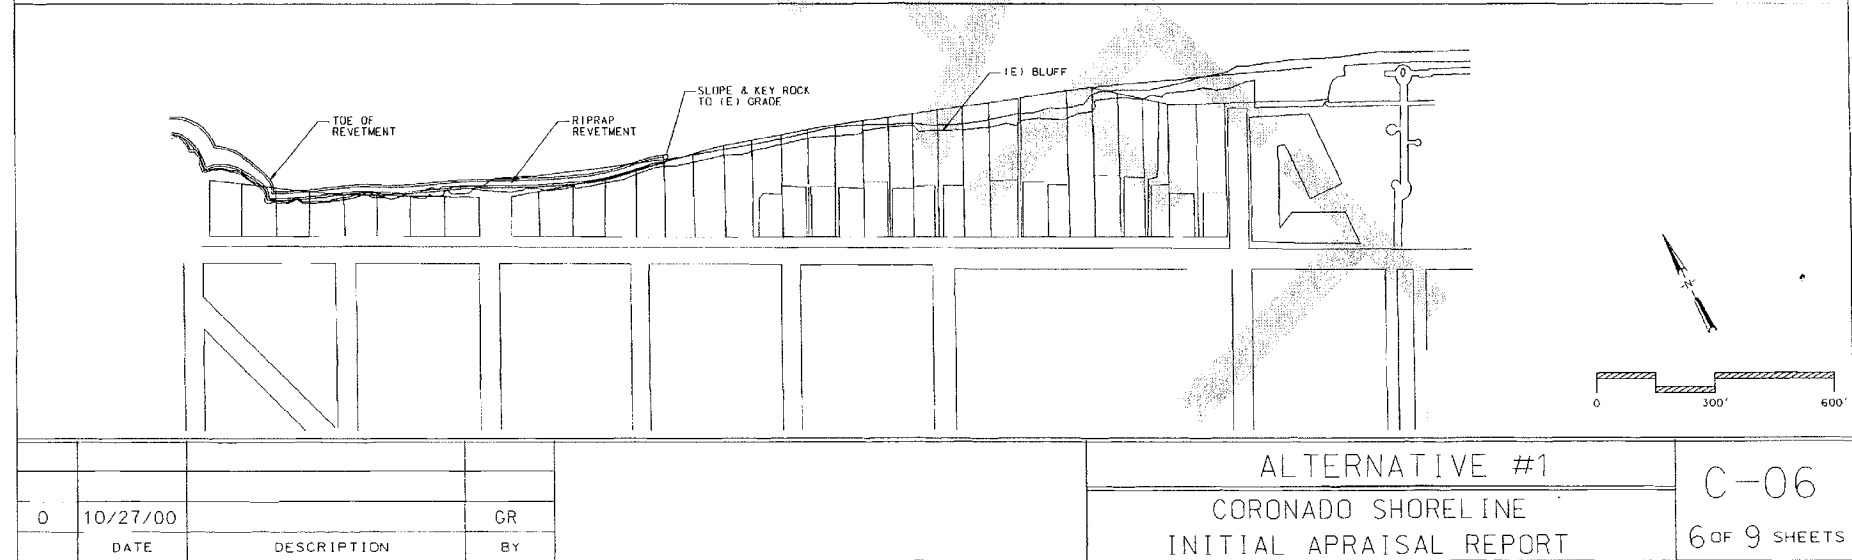 (E) BLUFF
SLOPE & KEY ROCK
TO (E) GRADE
TOE OF
REVETMENT
RIPRAP
REVETMENT
-N-
0 300' 600'
0 10/27/00 GR
DATE DESCRIPTION BY
ALTERNATIVE #1
CORONADO SHORELINE
INITIAL APRAISAL REPORT
C-06
6 OF 9 SHEETS